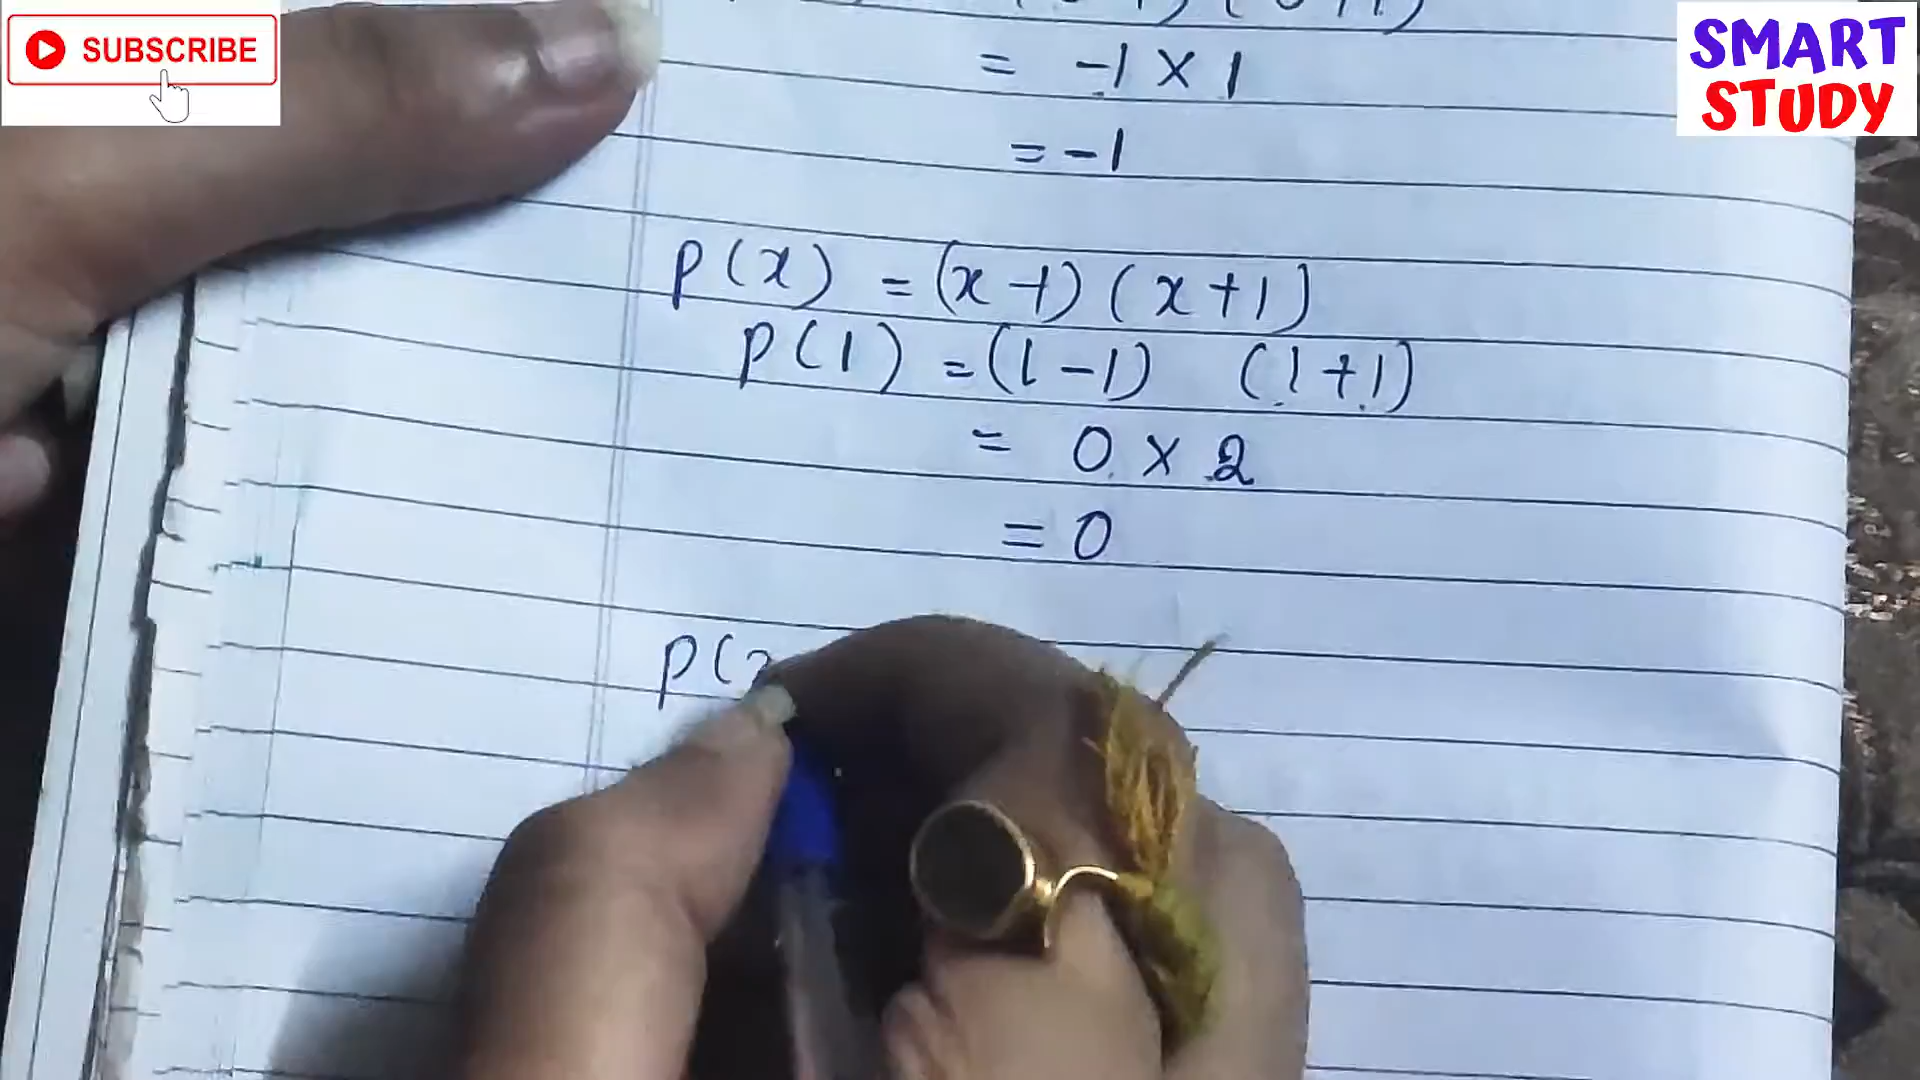 SUBSCRIBE
SMART
STUDY
= -1 × 1
= -1
P(x) = (x-1) (x+1)
P(1) = (1-1) (1+1)
= 0 × 2
= 0
P(